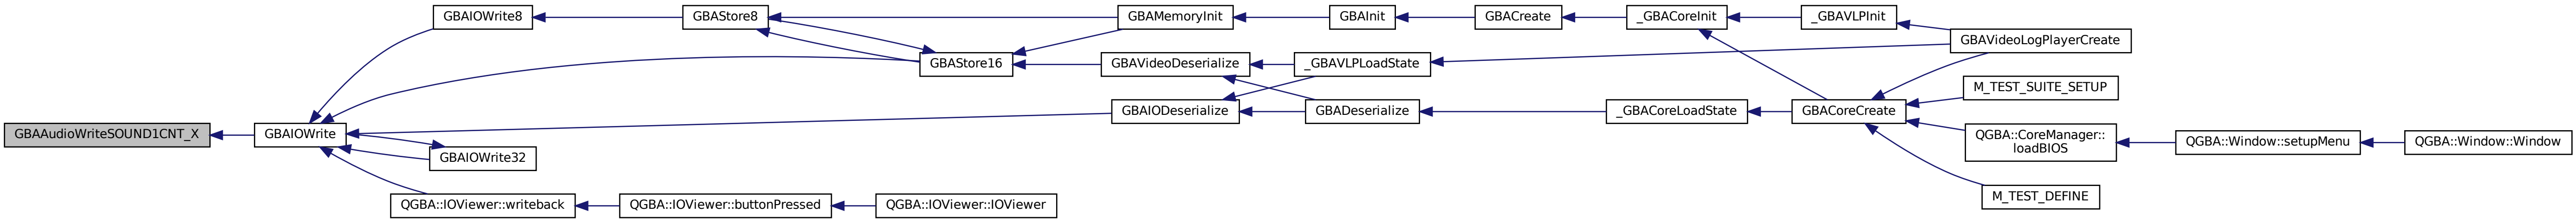 GBAAudioWriteSOUND1CNT_X
GBAIOWrite
GBAIOWrite8
GBAStore8
GBAStore16
GBAIOWrite32
QGBA::IOViewer::writeback
QGBA::IOViewer::buttonPressed
QGBA::IOViewer::IOViewer
GBAMemoryInit
GBAVideoDeserialize
GBAIODeserialize
GBAInit
GBACreate
_GBACoreInit
_GBAVLPInit
_GBAVLPLoadState
GBADeserialize
_GBACoreLoadState
GBACoreCreate
GBAVideoLogPlayerCreate
M_TEST_SUITE_SETUP
QGBA::CoreManager::
loadBIOS
M_TEST_DEFINE
QGBA::Window::setupMenu
QGBA::Window::Window